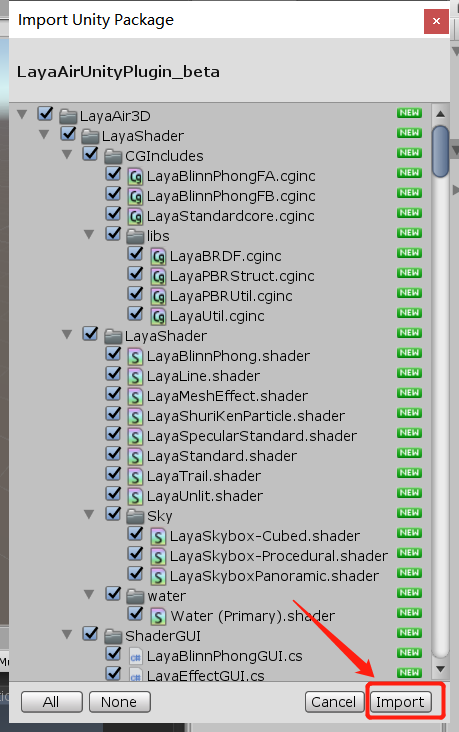 Import Unity Package
LayaAirUnityPlugin_beta
LayaAir3D NEW
LayaShader NEW
CGIncludes NEW
LayaBlinnPhongFA.cginc NEW
LayaBlinnPhongFB.cginc NEW
LayaStandardcore.cginc NEW
libs NEW
LayaBRDF.cginc NEW
LayaPBRStruct.cginc NEW
LayaPBRUtil.cginc NEW
LayaUtil.cginc NEW
LayaShader NEW
LayaBlinnPhong.shader NEW
LayaLine.shader NEW
LayaMeshEffect.shader NEW
LayaShuriKenParticle.shader NEW
LayaSpecularStandard.shader NEW
LayaStandard.shader NEW
LayaTrail.shader NEW
LayaUnlit.shader NEW
Sky NEW
LayaSkybox-Cubed.shader NEW
LayaSkybox-Procedural.shader NEW
LayaSkyboxPanoramic.shader NEW
water NEW
Water (Primary).shader NEW
ShaderGUI NEW
LayaBlinnPhongGUI.cs NEW
LayaEffectGUI.cs NEW
All None Cancel Import